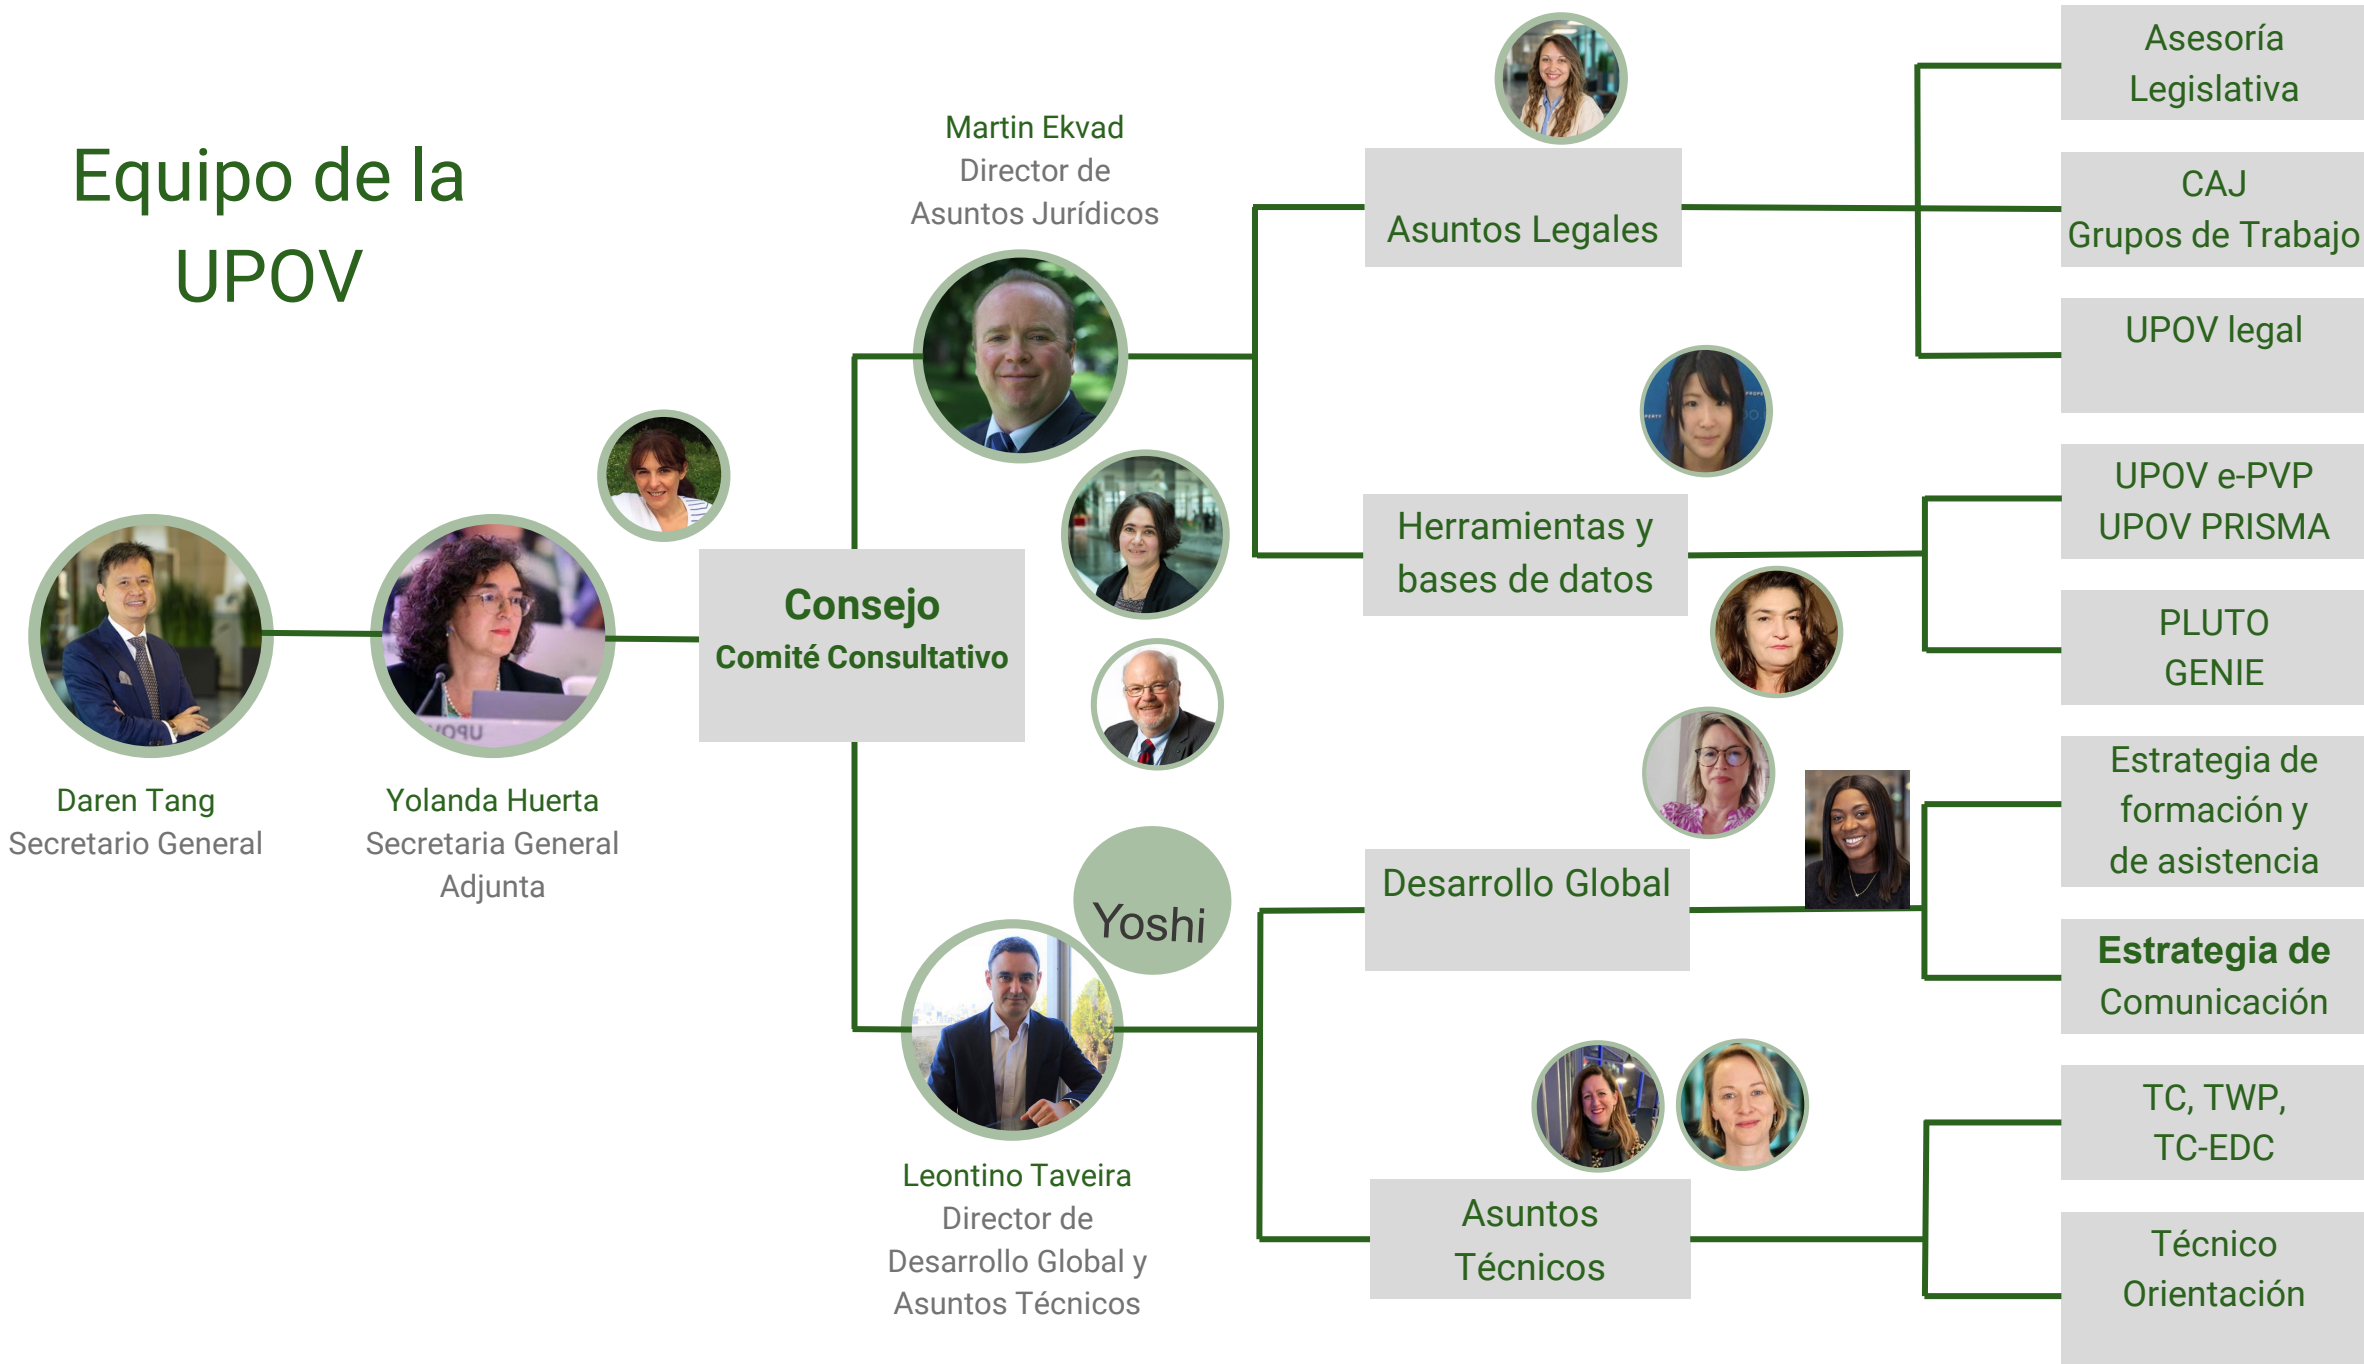 Equipo de la
UPOV
Daren Tang
Secretario General
Yolanda Huerta
Secretaria General
Adjunta
Consejo
Comité Consultativo
Martin Ekvad
Director de
Asuntos Jurídicos
Yoshi
Leontino Taveira
Director de
Desarrollo Global y
Asuntos Técnicos
Asuntos Legales
Herramientas y
bases de datos
Desarrollo Global
Asuntos
Técnicos
Asesoría
Legislativa
CAJ
Grupos de Trabajo
UPOV legal
UPOV e-PVP
UPOV PRISMA
PLUTO
GENIE
Estrategia de
formación y
de asistencia
Estrategia de
Comunicación
TC, TWP,
TC-EDC
Técnico
Orientación